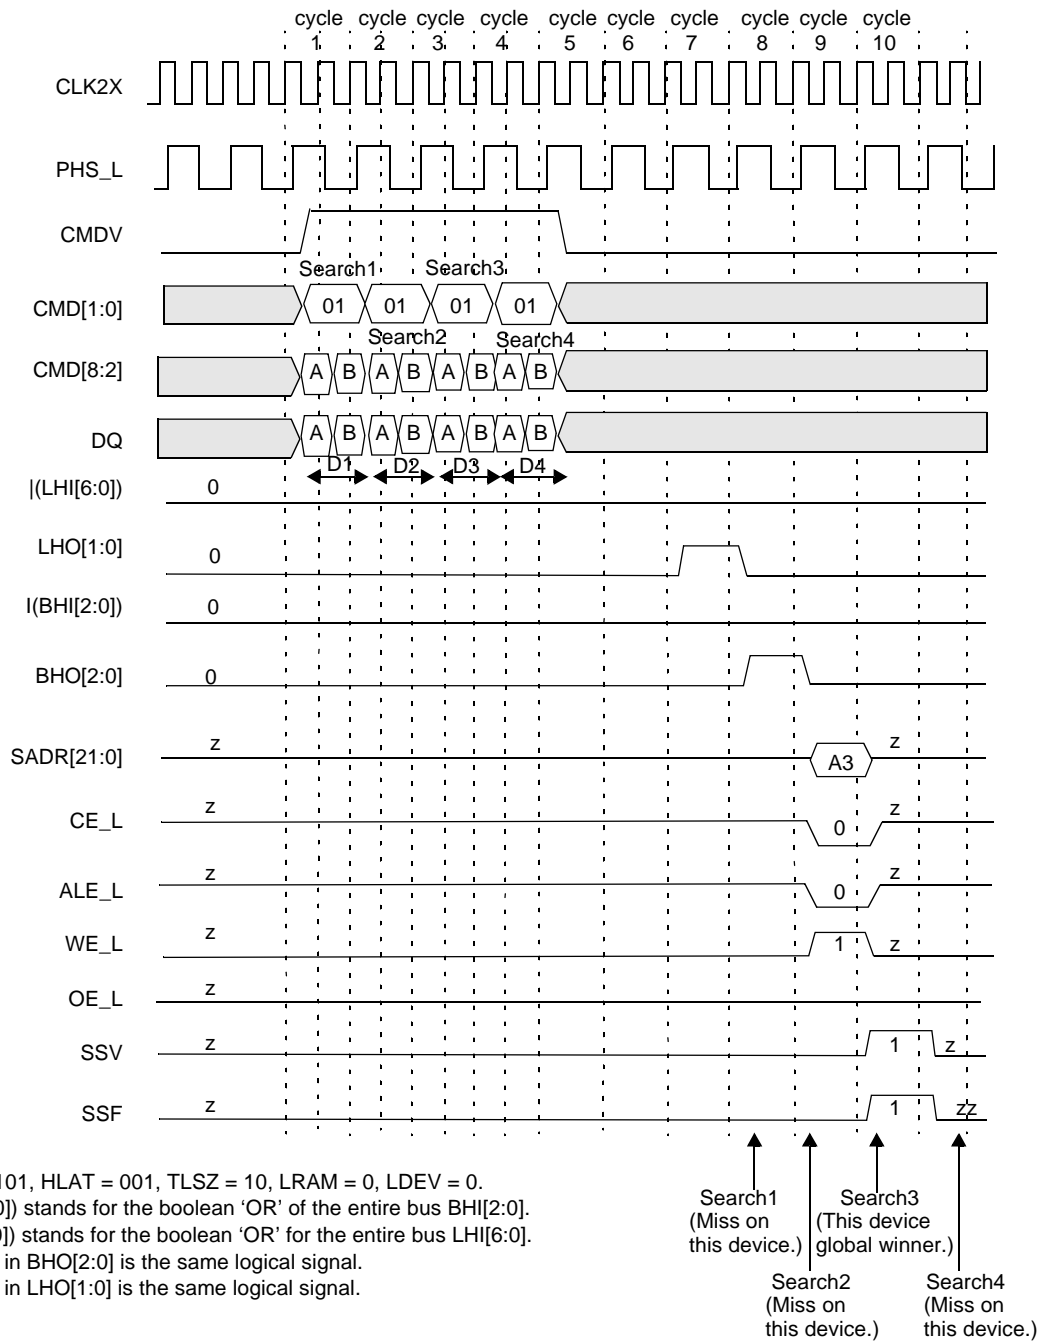 cycle cycle cycle cycle cycle cycle cycle cycle cycle cycle
1 2 3 4 5 6 7 8 9 10
CLK2X
PHS_L
CMDV
Search1 Search3
CMD[1:0] 01 01 01 01
Search2 Search4
CMD[8:2] A B A B A B A B
DQ A B A B A B A B
D1 D2 D3 D4
|(LHI[6:0]) 0
LHO[1:0] 0
I(BHI[2:0]) 0
BHO[2:0] 0
SADR[21:0] z A3 z
CE_L z 0 z
ALE_L z 0 z
WE_L z 1 z
OE_L z
SSV z 1 z
SSF z 1 zz
101, HLAT = 001, TLSZ = 10, LRAM = 0, LDEV = 0.
0]) stands for the boolean ‘OR’ of the entire bus BHI[2:0].
0]) stands for the boolean ‘OR’ for the entire bus LHI[6:0].
in BHO[2:0] is the same logical signal.
in LHO[1:0] is the same logical signal.
Search1
(Miss on
this device.)
Search3
(This device
global winner.)
Search2
(Miss on
this device.)
Search4
(Miss on
this device.)